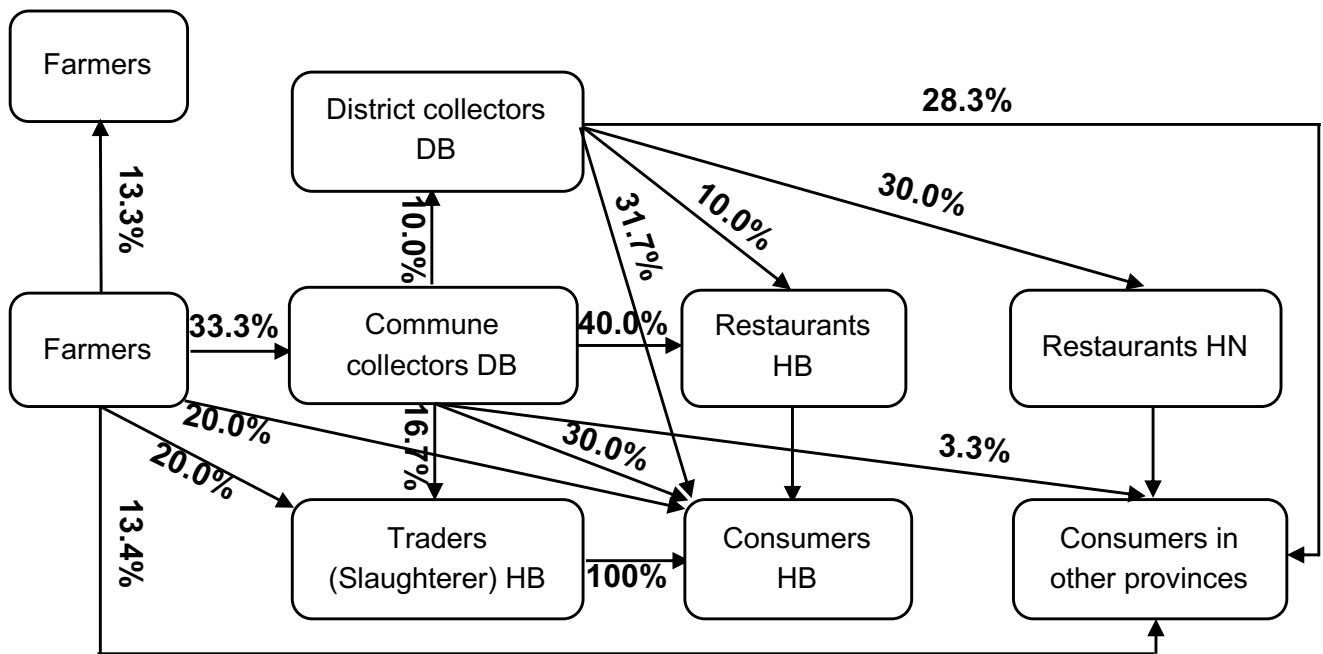 Farmers
District collectors
DB
28.3%
13.3%
10.0%
31.7%
10.0%
30.0%
Farmers
33.3%
Commune
collectors DB
40.0%
Restaurants
HB
Restaurants HN
20.0%
20.0%
16.7%
30.0%
3.3%
13.4%
Traders
(Slaughterer) HB
100%
Consumers
HB
Consumers in
other provinces